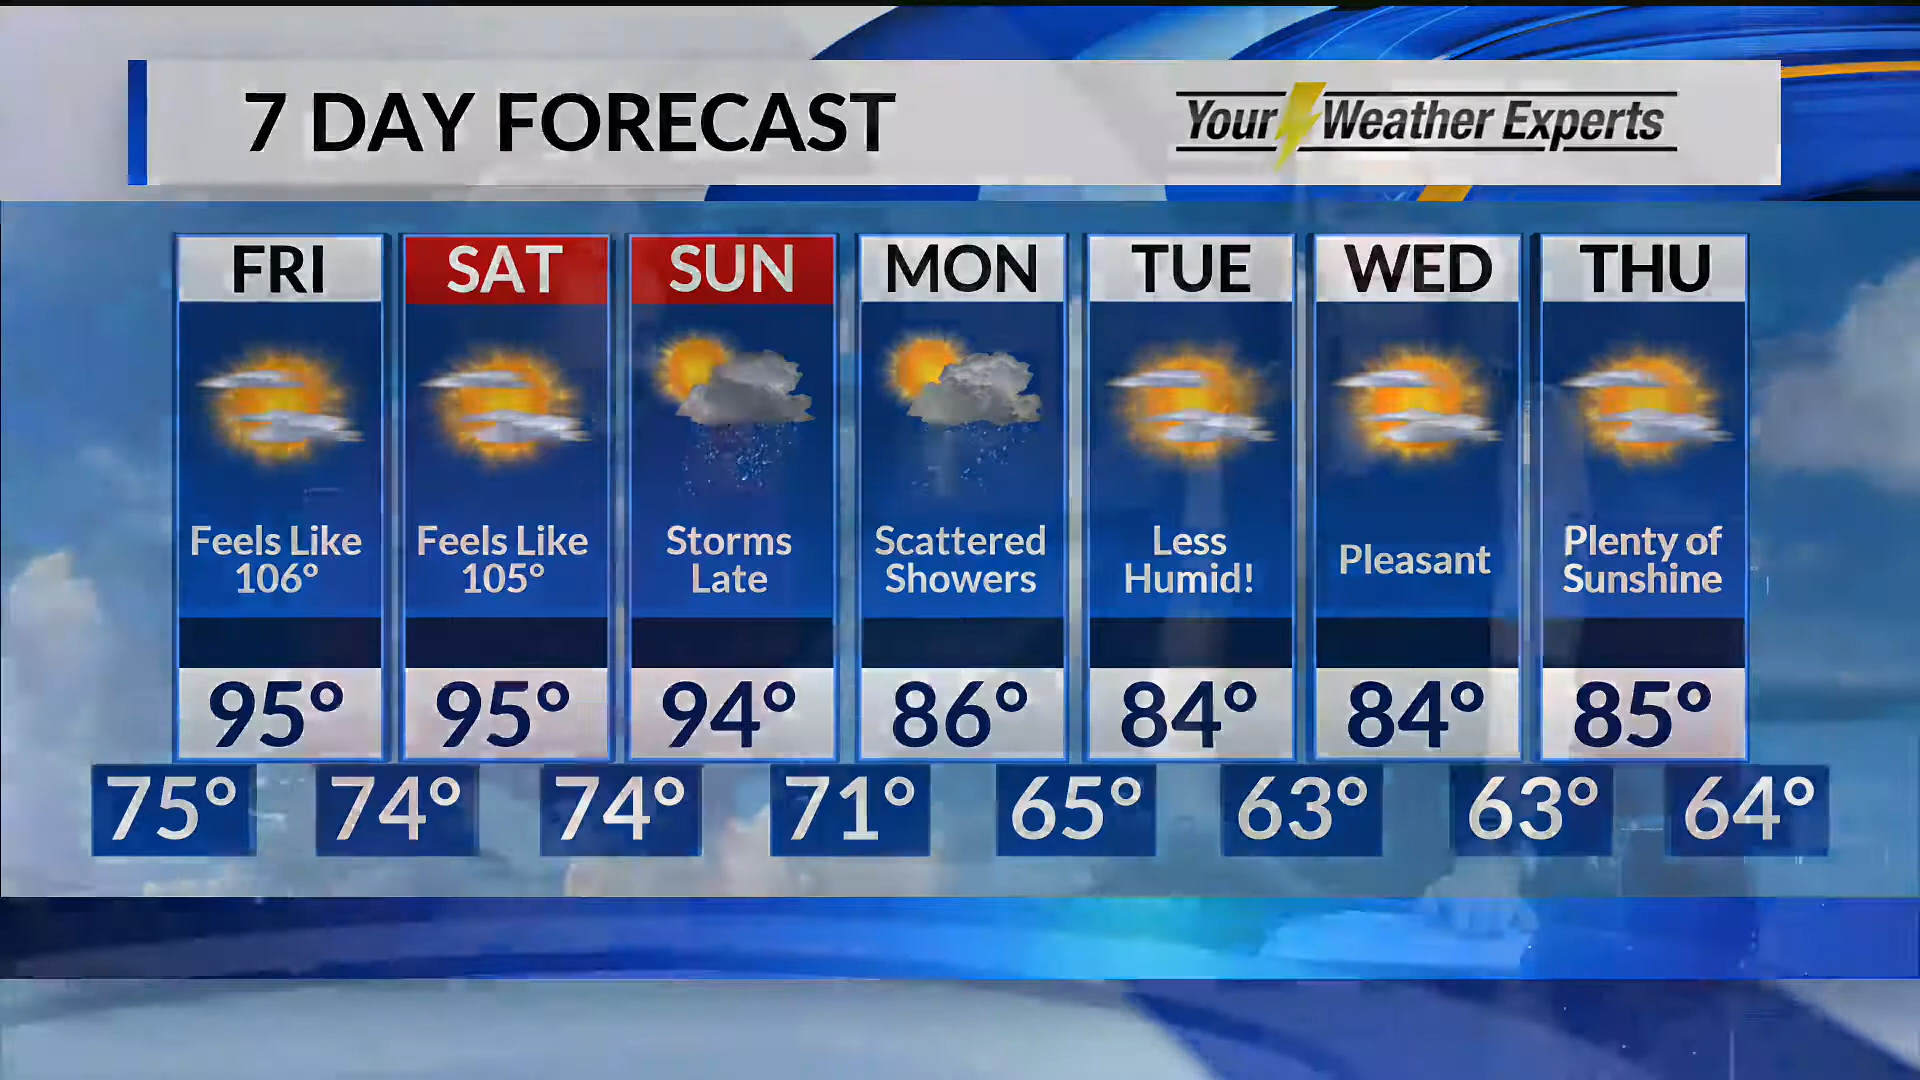 7 DAY FORECAST
Your Weather Experts
FRI SAT SUN MON TUE WED THU
Feels Like
106°
Feels Like
105°
Storms
Late
Scattered
Showers
Less
Humid!
Pleasant
Plenty of
Sunshine
95° 95° 94° 86° 84° 84° 85°
75° 74° 74° 71° 65° 63° 63° 64°